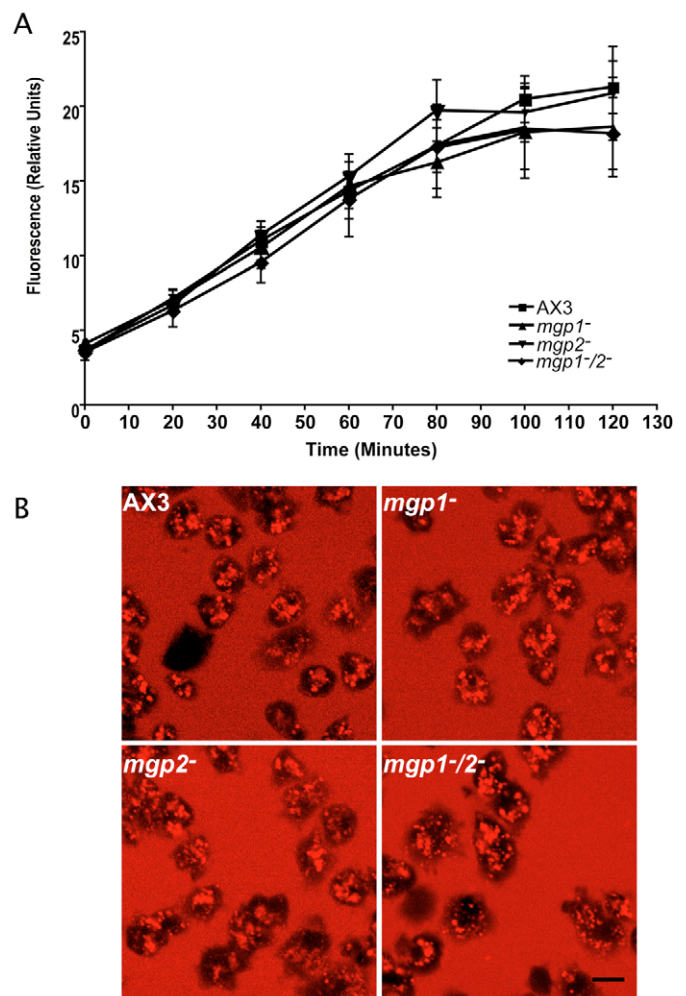 A
Fluorescence (Relative Units)
25
20
15
10
5
0
0 10 20 30 40 50 60 70 80 90 100 110 120 130
Time (Minutes)
AX3
mgp1-
mgp2-
mgp1-/2-
B
AX3
mgp1-
mgp2-
mgp1-/2-